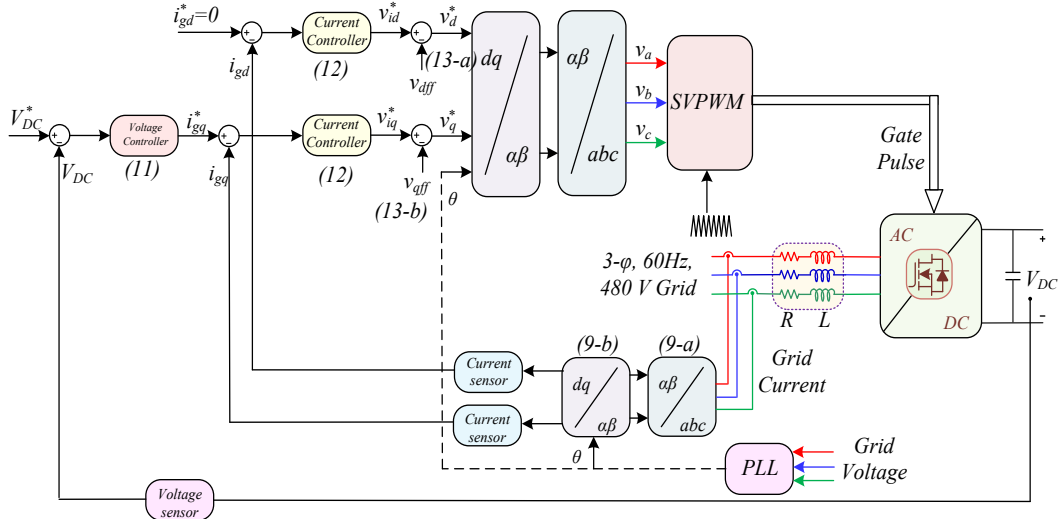 i*gd=0
Current Controller
v*id
v*d
(12)
(13-a)
igd
vdff
dq
αβ
αβ
abc
va
vb
vc
SVPWM
Gate Pulse
V*DC
Voltage Controller
i*gq
Current Controller
v*iq
v*q
(11)
(12)
VDC
igq
vqff
(13-b)
θ
3-φ, 60Hz,
480 V Grid
R
L
AC
DC
+
VDC
−
(9-b)
(9-a)
Grid
Current
Current sensor
dq
αβ
αβ
abc
Current sensor
θ
PLL
Grid
Voltage
Voltage sensor